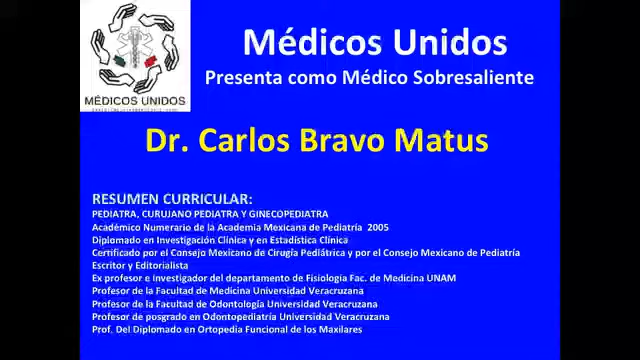 Médicos Unidos
Presenta como Médico Sobresaliente
MÉDICOS UNIDOS
Dr. Carlos Bravo Matus
RESUMEN CURRICULAR:
PEDIATRA, CURUJANO PEDIATRA Y GINECOPEDIATRA
Académico Numerario de la Academia Mexicana de Pediatría 2005
Diplomado en Investigación Clínica y en Estadística Clínica
Certificado por el Consejo Mexicano de Cirugía Pediátrica y por el Consejo Mexicano de Pediatría
Escritor y Editorialista
Ex profesor e Investigador del departamento de Fisiología Fac. de Medicina UNAM
Profesor de la Facultad de Medicina Universidad Veracruzana
Profesor de la Facultad de Odontología Universidad Veracruzana
Profesor de posgrado en Odontopediatría Universidad Veracruzana
Prof. Del Diplomado en Ortopedia Funcional de los Maxilares